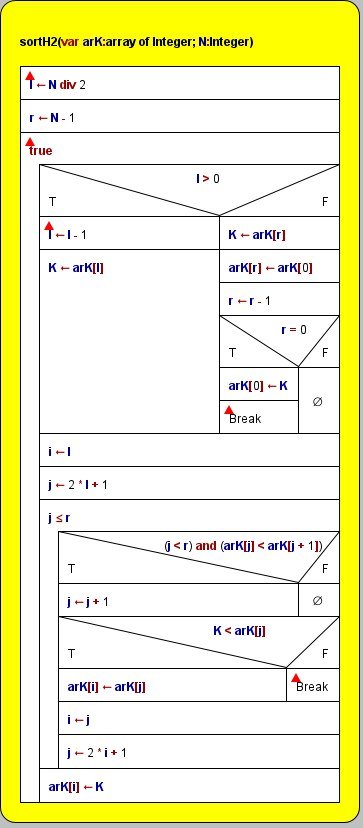 sortH2(var arK:array of Integer; N:Integer)
l ← N div 2
r ← N - 1
true
l > 0
T F
l ← l - 1 K ← arK[r]
K ← arK[l] arK[r] ← arK[0]
r ← r - 1
r = 0
T F
arK[0] ← K ∅
Break
i ← l
j ← 2 * l + 1
j ≤ r
(j < r) and (arK[j] < arK[j + 1])
T F
j ← j + 1 ∅
K < arK[j]
T F
arK[i] ← arK[j] Break
i ← j
j ← 2 * i + 1
arK[i] ← K